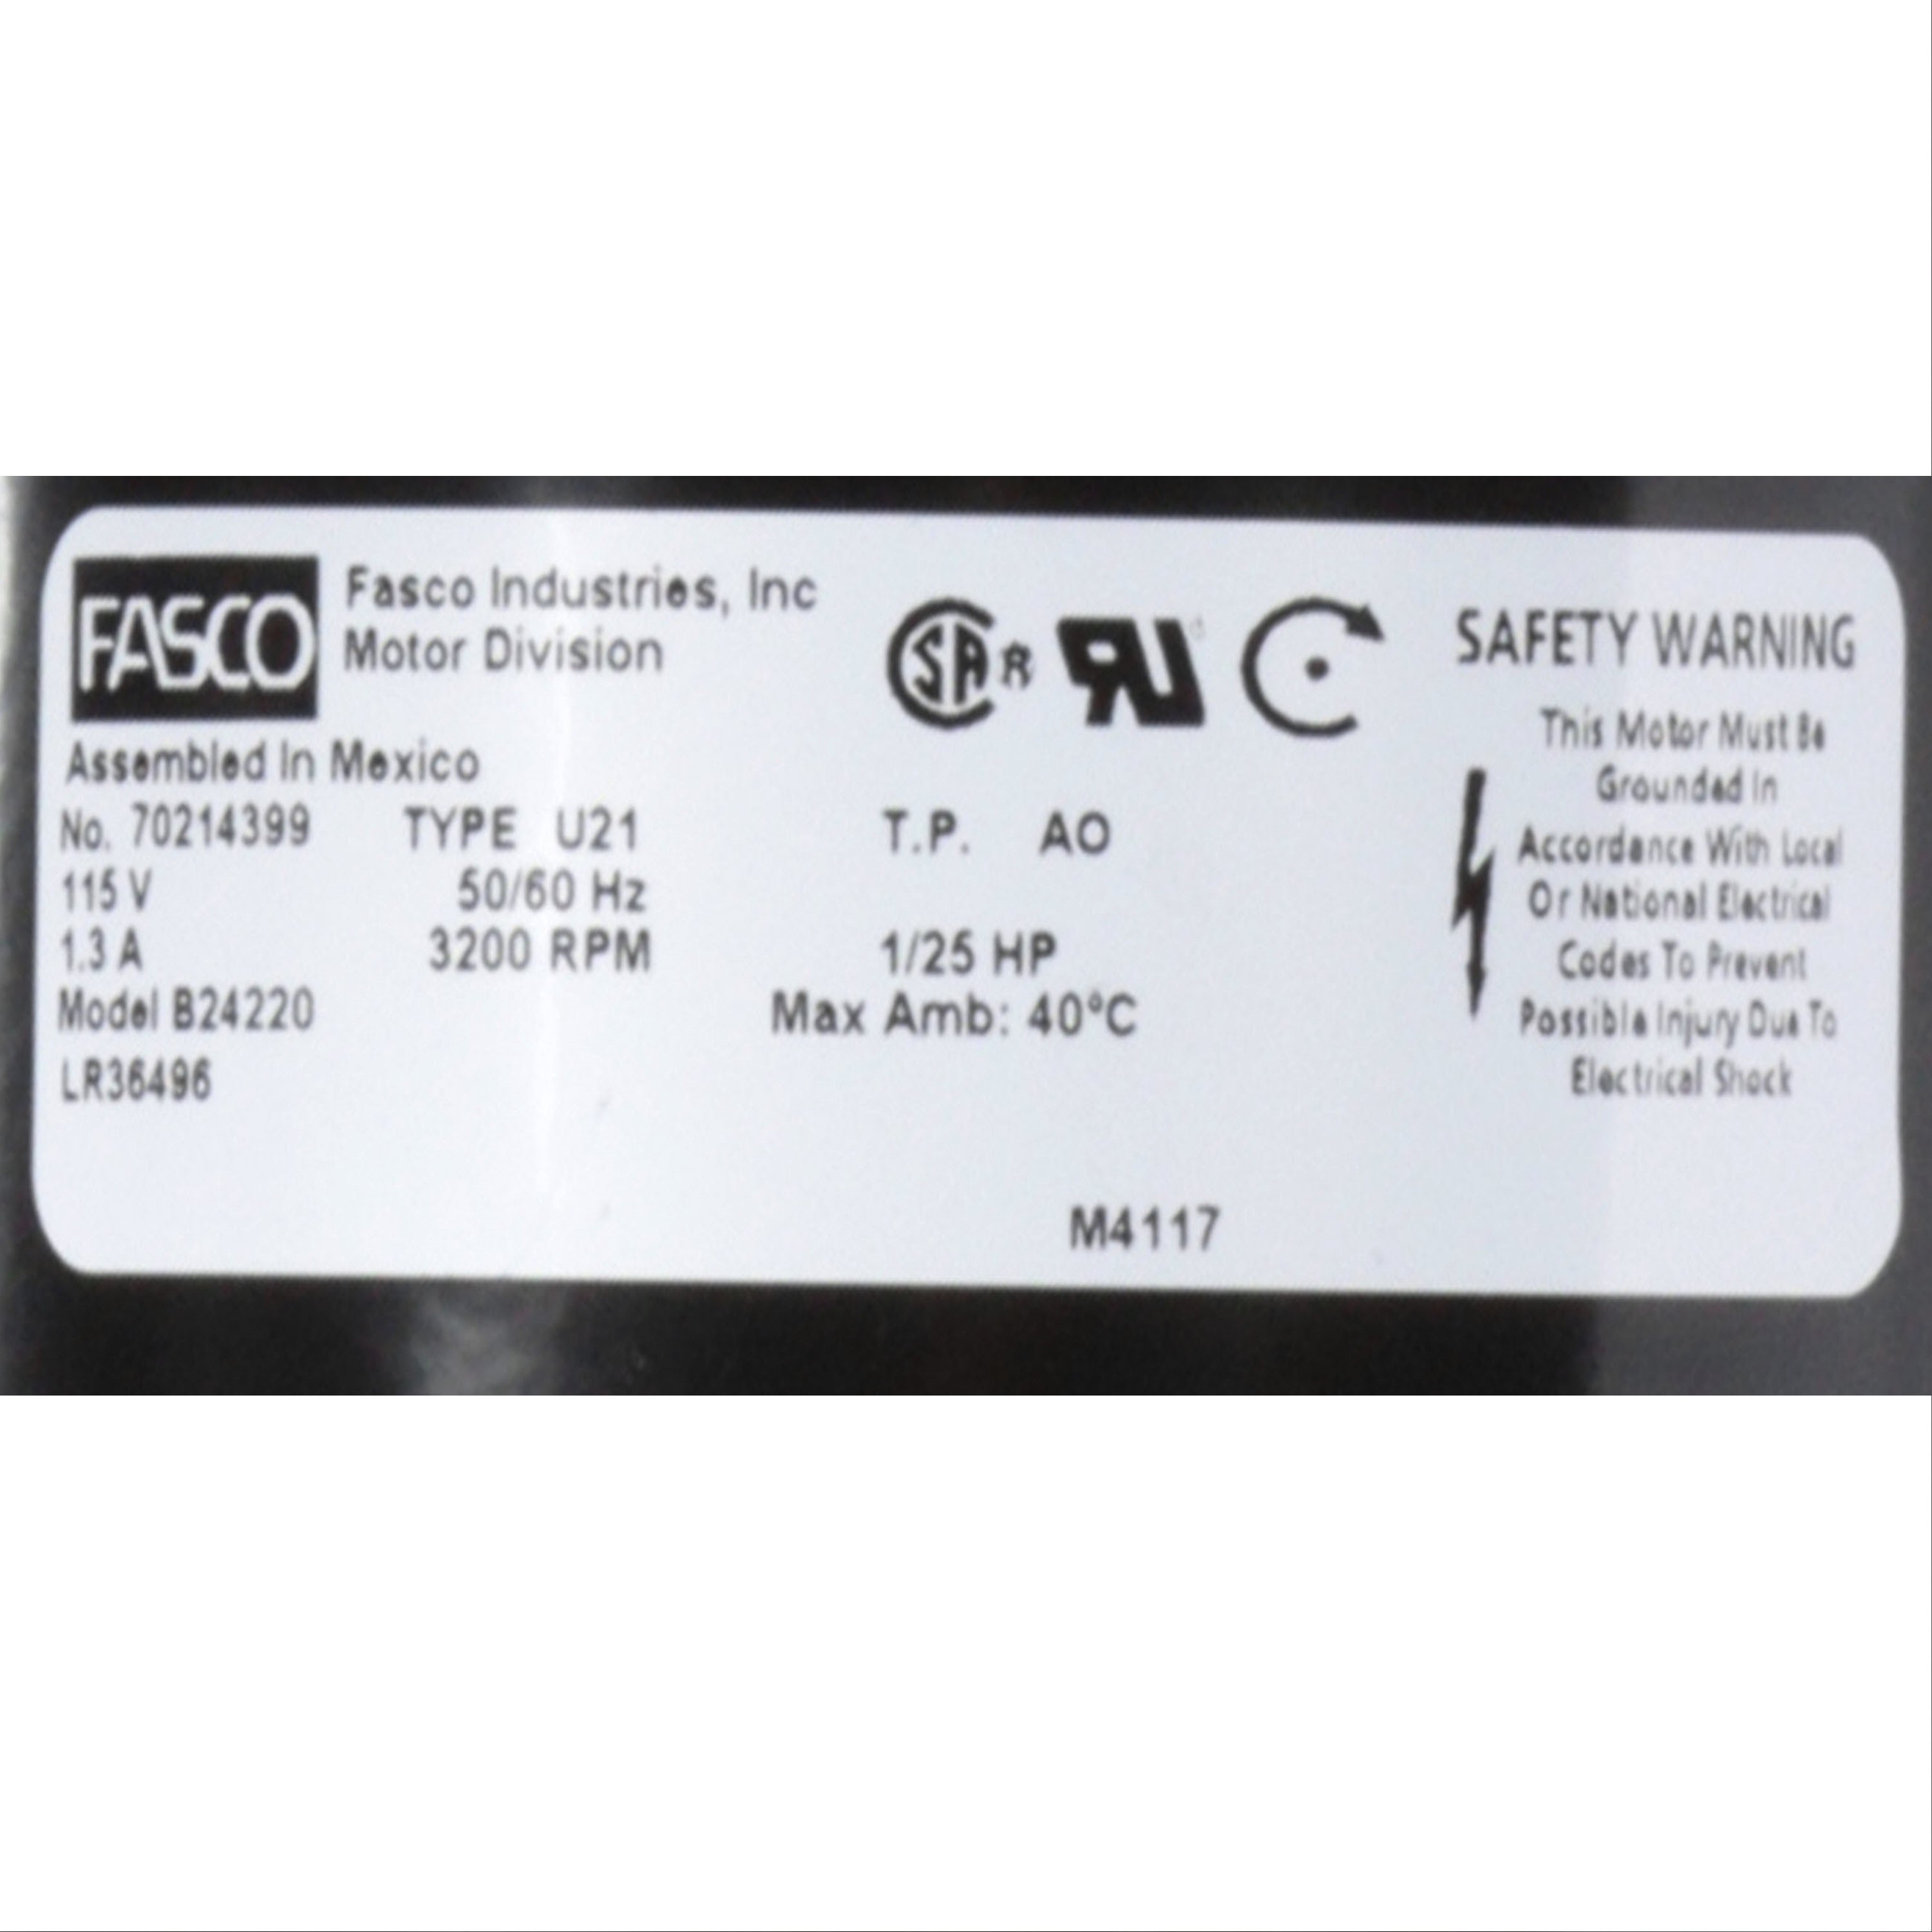 FASCO
Fasco Industries, Inc
Motor Division
Assembled In Mexico
No. 70214399 TYPE U21 T.P. AO
115 V 50/60 Hz
1.3 A 3200 RPM 1/25 HP
Model B24220 Max Amb: 40°C
LR36496
M4117
SA R
RU
SAFETY WARNING
This Motor Must Be
Grounded In
Accordance With Local
Or National Electrical
Codes To Prevent
Possible Injury Due To
Electrical Shock